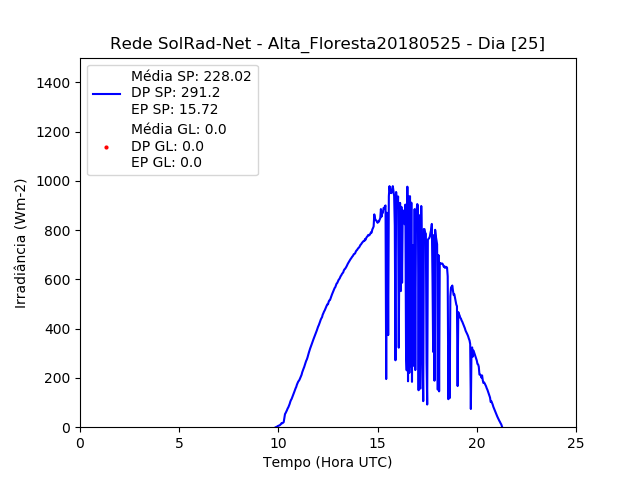 Rede SolRad-Net - Alta_Floresta20180525 - Dia [25]
Média SP: 228.02
DP SP: 291.2
EP SP: 15.72
Média GL: 0.0
DP GL: 0.0
EP GL: 0.0
1400
1200
1000
800
600
400
200
0
Irradiância (Wm-2)
0 5 10 15 20 25
Tempo (Hora UTC)